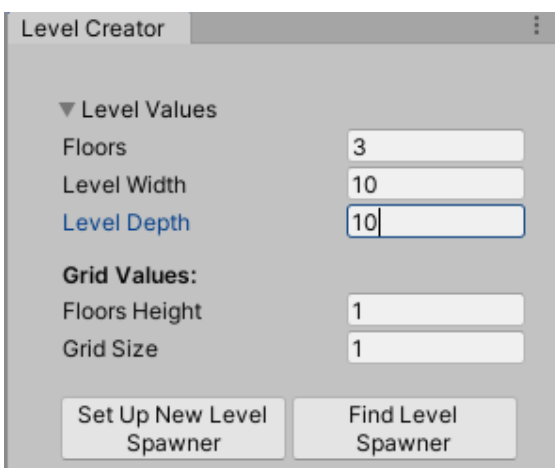 Level Creator
Level Values
Floors 3
Level Width 10
Level Depth 10
Grid Values:
Floors Height 1
Grid Size 1
Set Up New Level Spawner
Find Level Spawner